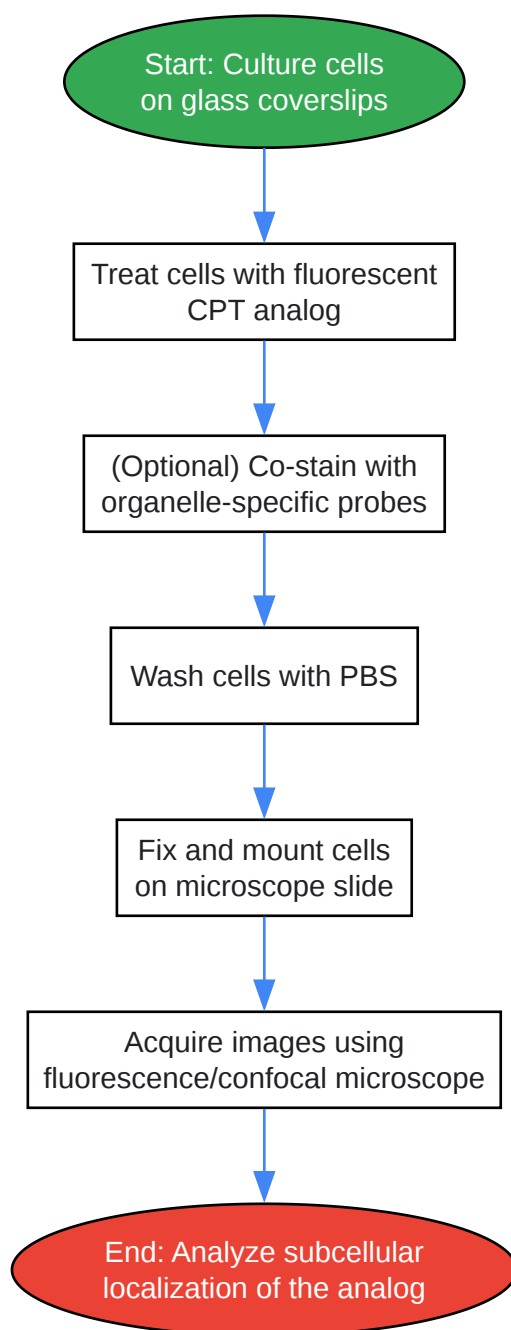 Start: Culture cells
on glass coverslips
Treat cells with fluorescent
CPT analog
(Optional) Co-stain with
organelle-specific probes
Wash cells with PBS
Fix and mount cells
on microscope slide
Acquire images using
fluorescence/confocal microscope
End: Analyze subcellular
localization of the analog